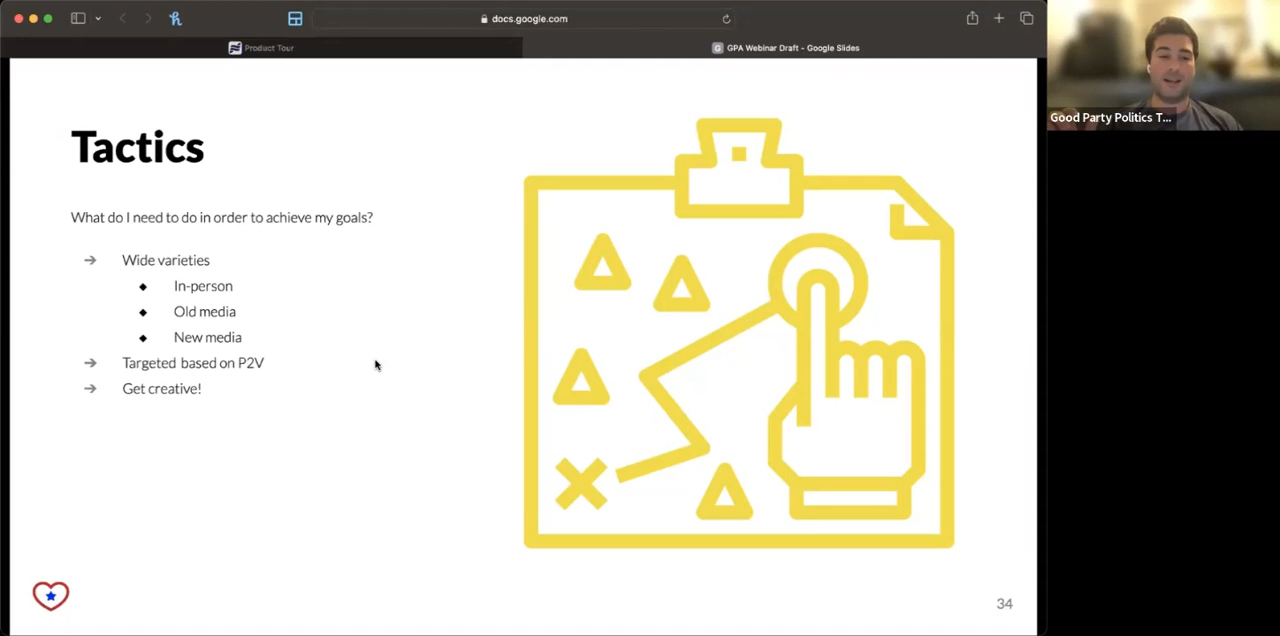 docs.google.com
Product Tour
G GPA Webinar Draft - Google Slides
Good Party Politics T...
Tactics
What do I need to do in order to achieve my goals?
Wide varieties
In-person
Old media
New media
Targeted based on P2V
Get creative!
34